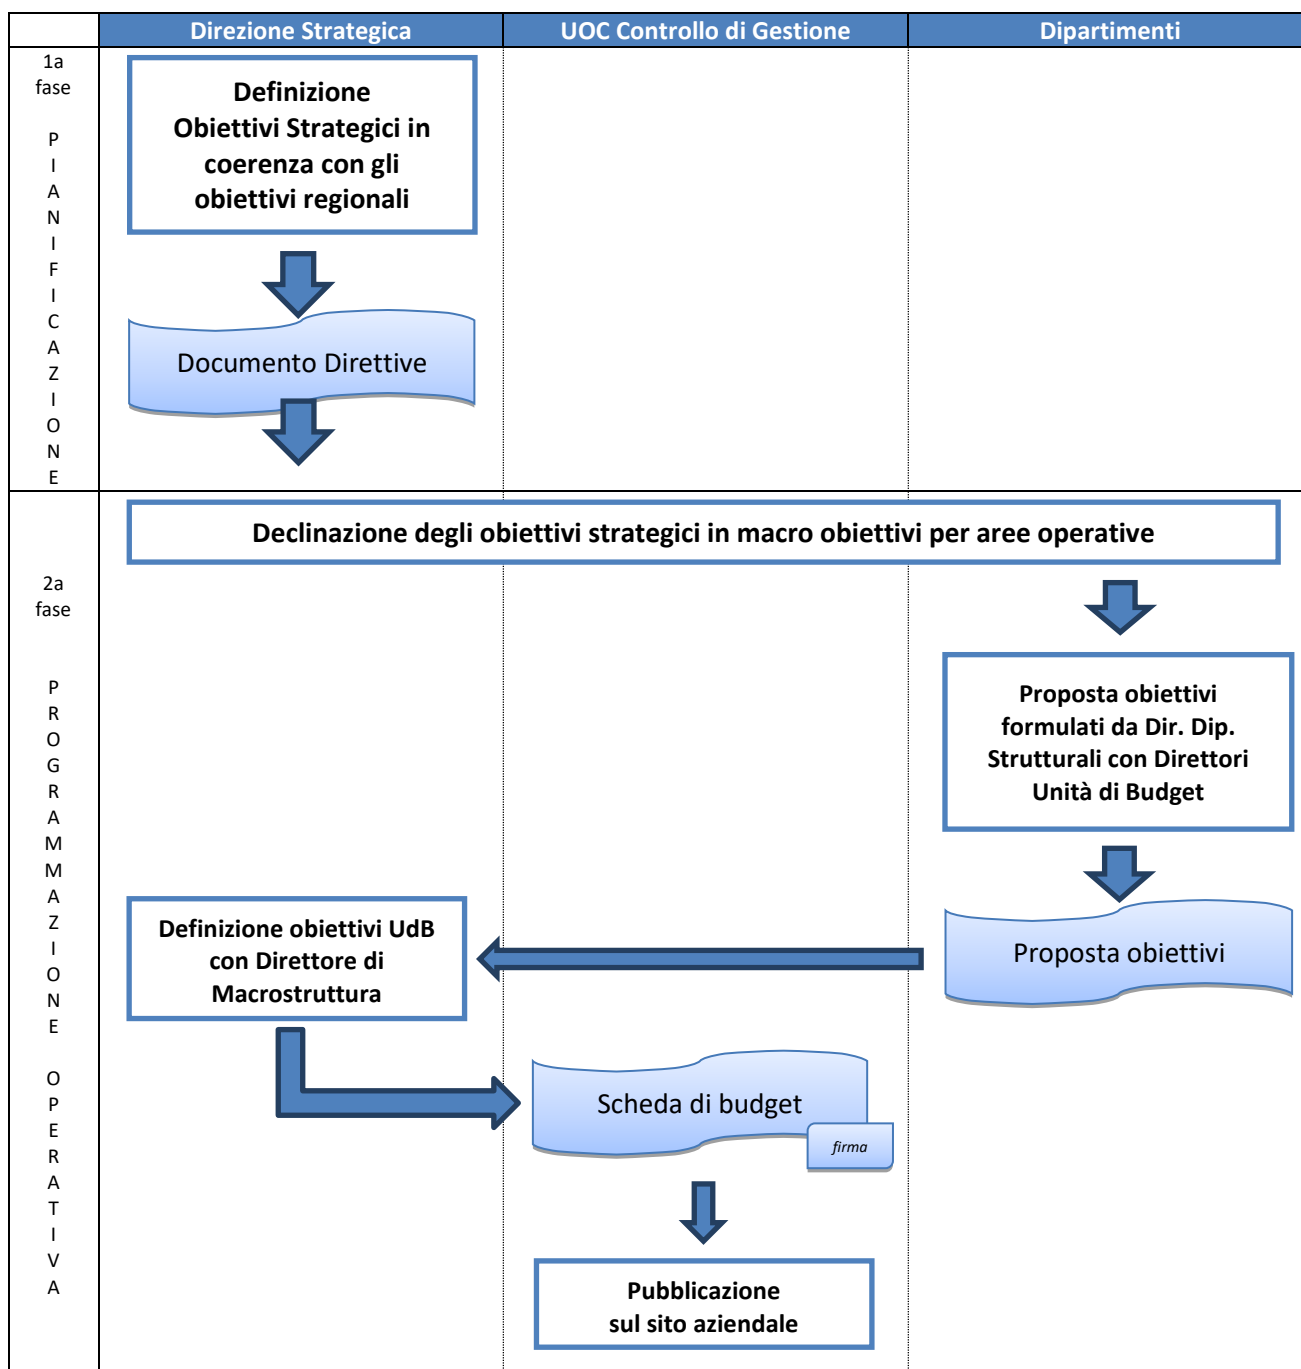 Direzione Strategica
UOC Controllo di Gestione
Dipartimenti
1a
fase
P
I
A
N
I
F
I
C
A
Z
I
O
N
E
Definizione
Obiettivi Strategici in
coerenza con gli
obiettivi regionali
Documento Direttive
2a
fase
P
R
O
G
R
A
M
M
A
Z
I
O
N
E
O
P
E
R
A
T
I
V
A
Declinazione degli obiettivi strategici in macro obiettivi per aree operative
Proposta obiettivi
formulati da Dir. Dip.
Strutturali con Direttori
Unità di Budget
Proposta obiettivi
Definizione obiettivi UdB
con Direttore di
Macrostruttura
Scheda di budget
firma
Pubblicazione
sul sito aziendale